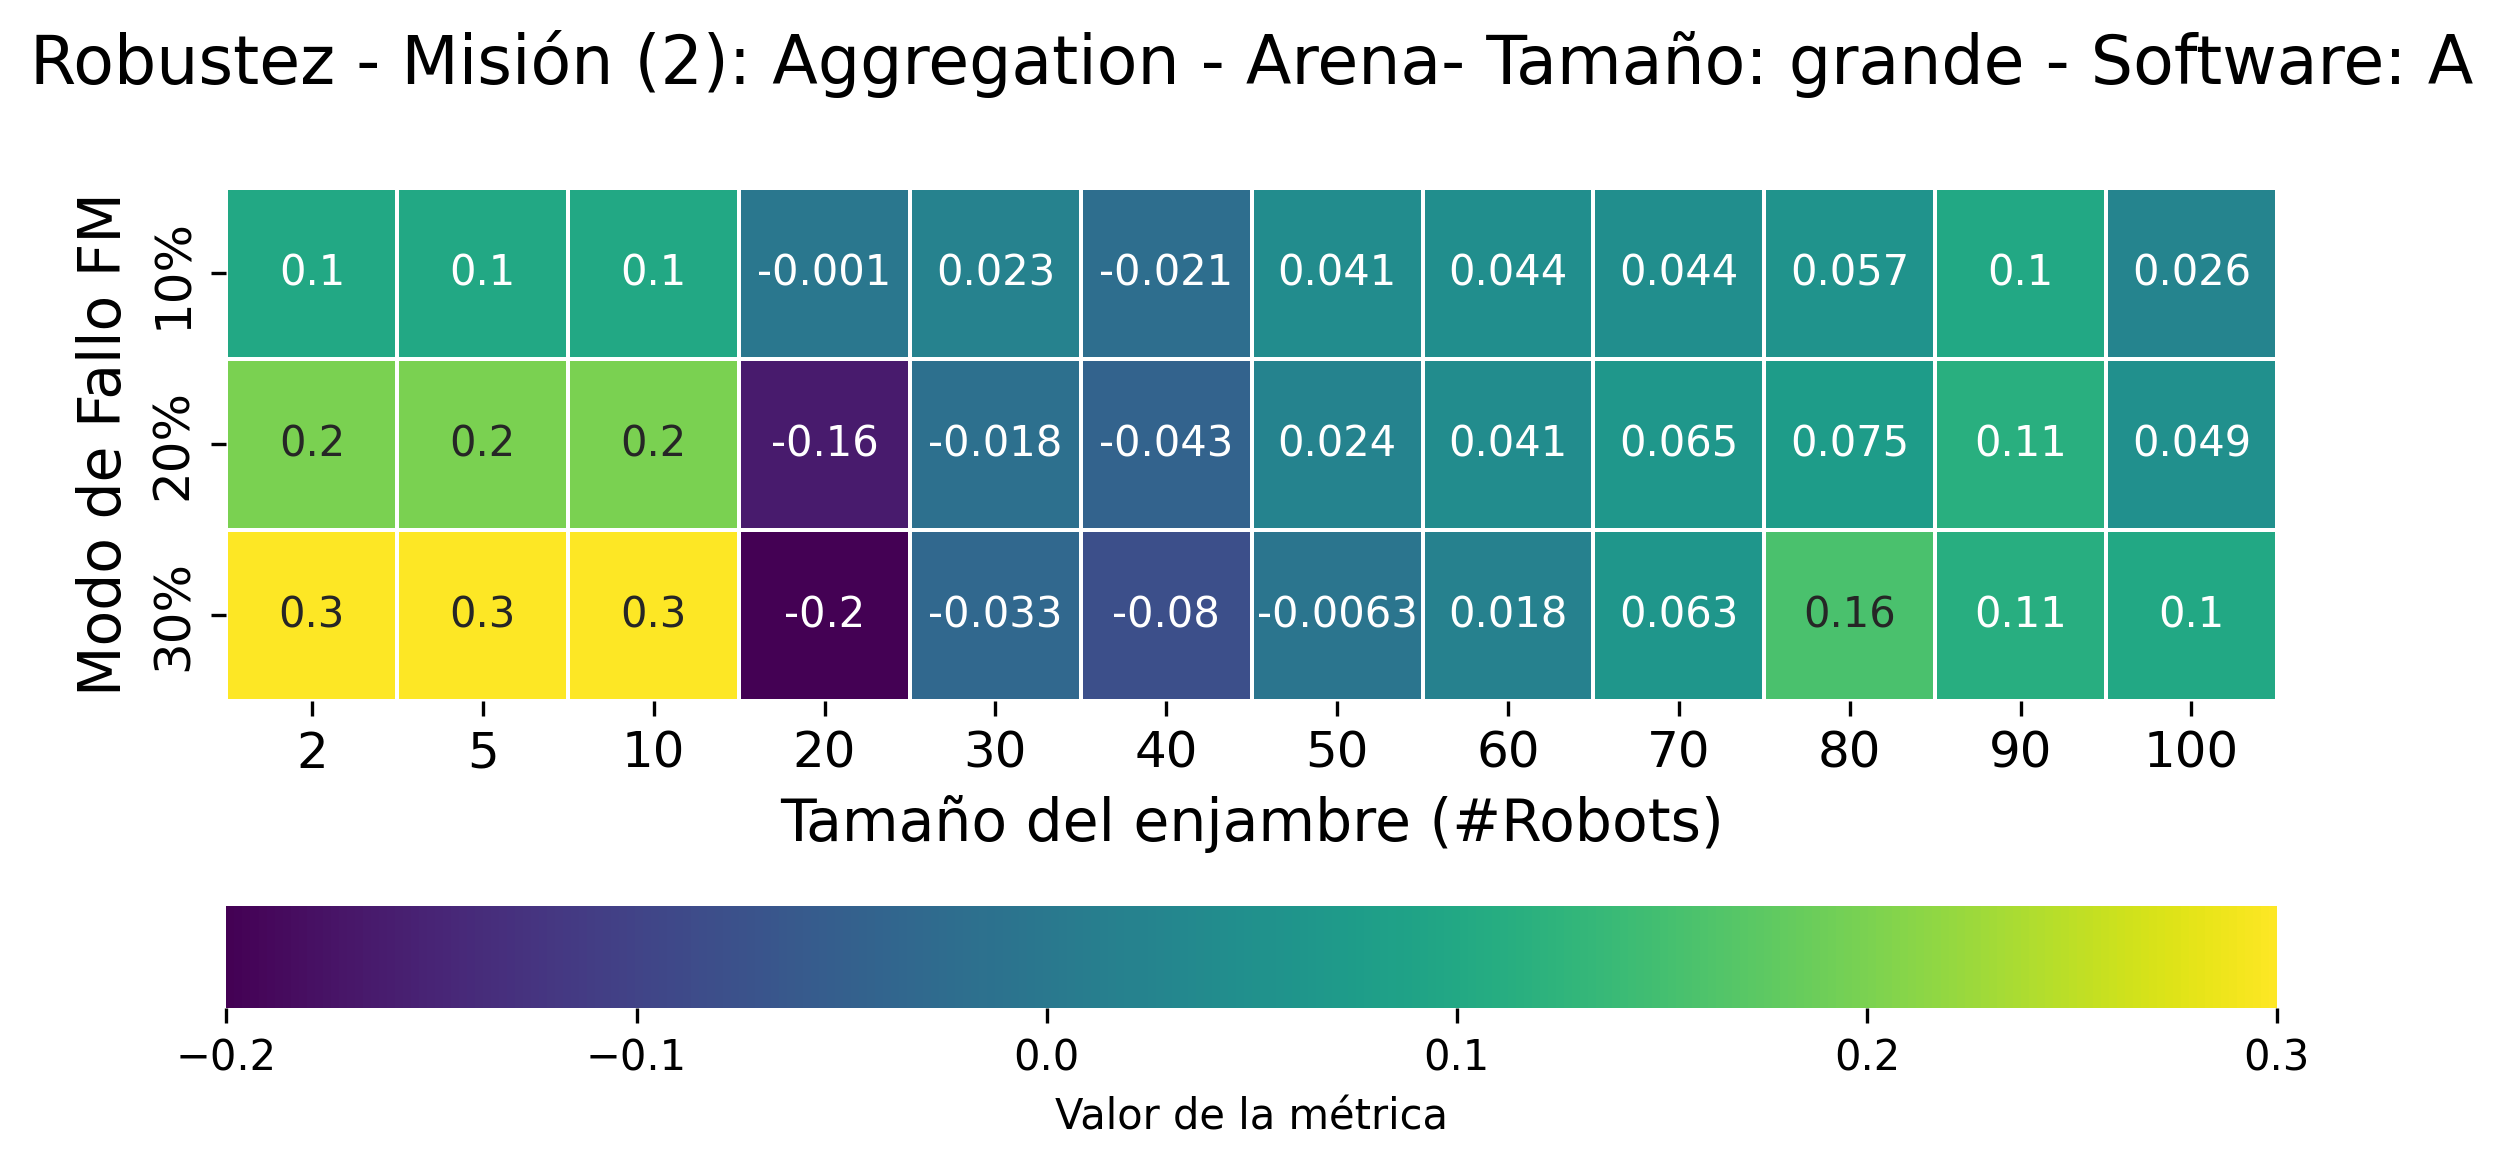 Robustez - Misión (2): Aggregation - Arena- Tamaño: grande - Software: A
Modo de Fallo FM
10%
0.1 0.1 0.1 -0.001 0.023 -0.021 0.041 0.044 0.044 0.057 0.1 0.026
20%
0.2 0.2 0.2 -0.16 -0.018 -0.043 0.024 0.041 0.065 0.075 0.11 0.049
30%
0.3 0.3 0.3 -0.2 -0.033 -0.08 -0.0063 0.018 0.063 0.16 0.11 0.1
2 5 10 20 30 40 50 60 70 80 90 100
Tamaño del enjambre (#Robots)
−0.2 −0.1 0.0 0.1 0.2 0.3
Valor de la métrica